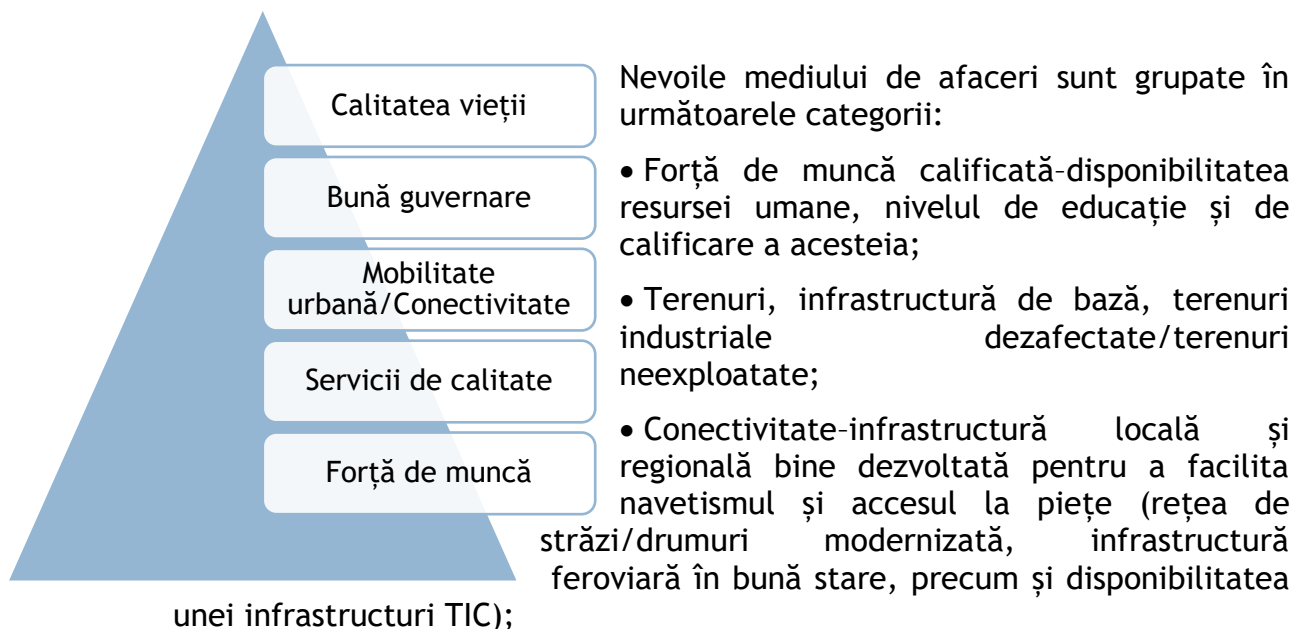 Calitatea vieții
Bună guvernare
Mobilitate
urbană/Conectivitate
Servicii de calitate
Forță de muncă
Nevoile mediului de afaceri sunt grupate în
următoarele categorii:
• Forță de muncă calificată–disponibilitatea
resursei umane, nivelul de educație și de
calificare a acesteia;
• Terenuri, infrastructură de bază, terenuri
industriale dezafectate/terenuri
neexploatate;
• Conectivitate–infrastructură locală și
regională bine dezvoltată pentru a facilita
navetismul și accesul la piețe (rețea de
străzi/drumuri modernizată, infrastructură
feroviară în bună stare, precum și disponibilitatea
unei infrastructuri TIC);